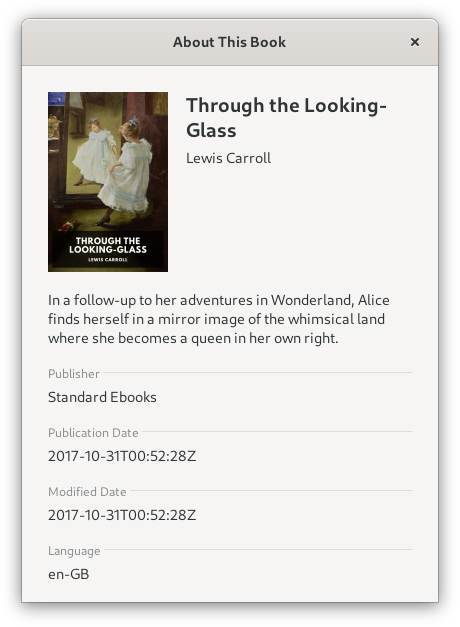 About This Book
Through the Looking-
Glass
Lewis Carroll
THROUGH THE
LOOKING-GLASS
LEWIS CARROLL
In a follow-up to her adventures in Wonderland, Alice
finds herself in a mirror image of the whimsical land
where she becomes a queen in her own right.
Publisher
Standard Ebooks
Publication Date
2017-10-31T00:52:28Z
Modified Date
2017-10-31T00:52:28Z
Language
en-GB